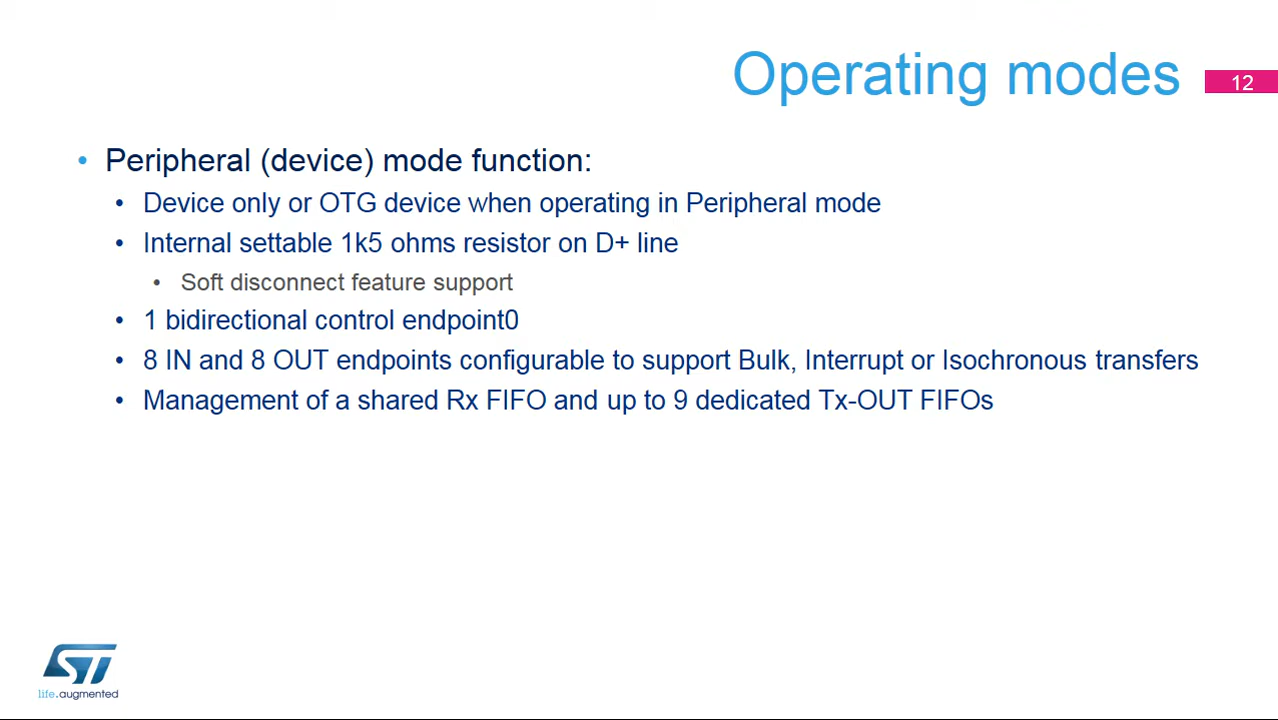 Operating modes
12
• Peripheral (device) mode function:
• Device only or OTG device when operating in Peripheral mode
• Internal settable 1k5 ohms resistor on D+ line
• Soft disconnect feature support
• 1 bidirectional control endpoint0
• 8 IN and 8 OUT endpoints configurable to support Bulk, Interrupt or Isochronous transfers
• Management of a shared Rx FIFO and up to 9 dedicated Tx-OUT FIFOs
ST
life.augmented